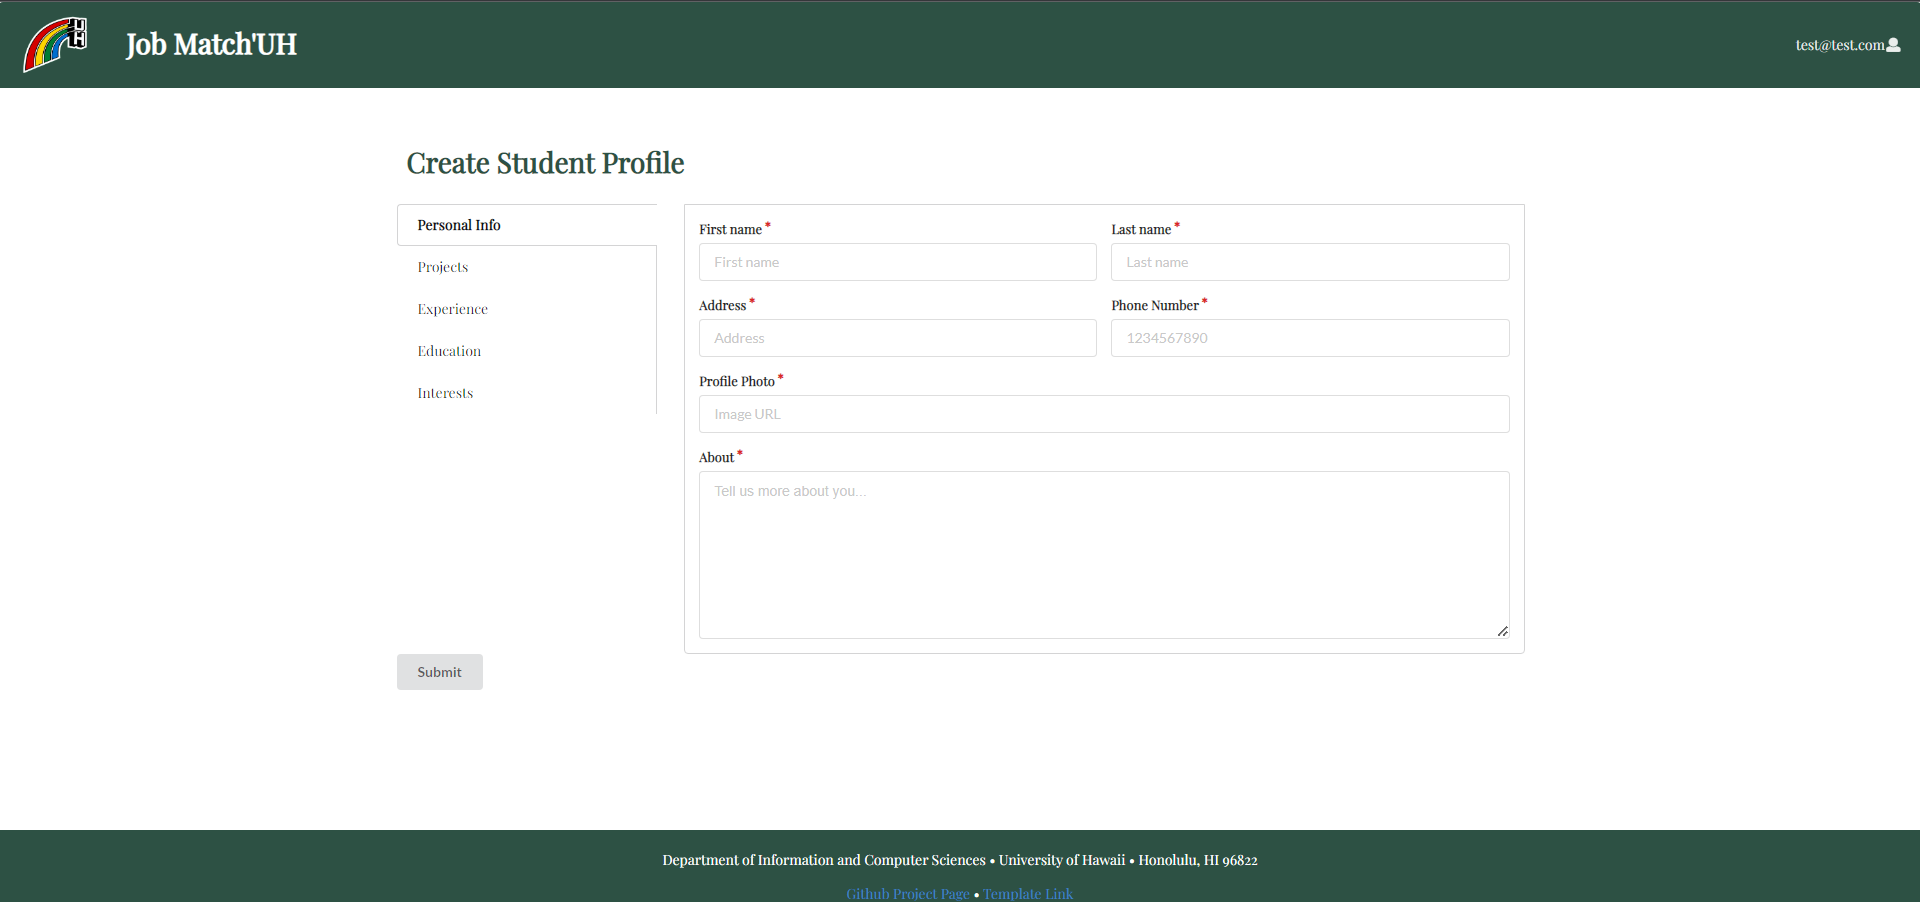 UH
Job Match'UH
test@test.com
Create Student Profile
Personal Info
Projects
Experience
Education
Interests
First name *
First name
Last name *
Last name
Address *
Address
Phone Number *
1234567890
Profile Photo *
Image URL
About *
Tell us more about you...
Submit
Department of Information and Computer Sciences • University of Hawaii • Honolulu, HI 96822
Github Project Page • Template Link